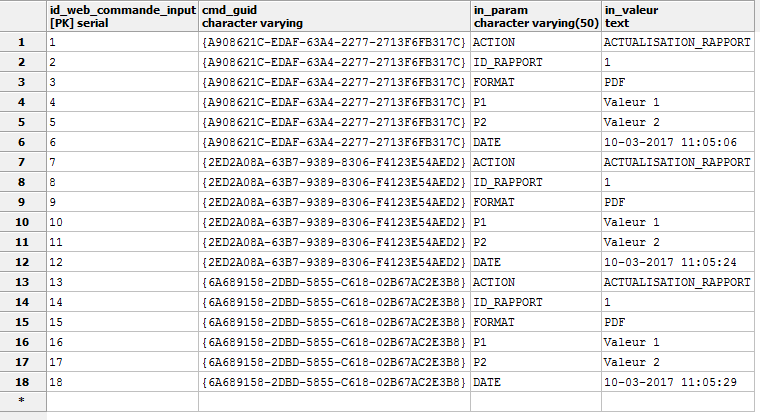 id_web_commande_input cmd_guid in_param in_valeur
[PK] serial character varying character varying(50) text
1 1 {A908621C-EDAF-63A4-2277-2713F6FB317C} ACTION ACTUALISATION_RAPPORT
2 2 {A908621C-EDAF-63A4-2277-2713F6FB317C} ID_RAPPORT 1
3 3 {A908621C-EDAF-63A4-2277-2713F6FB317C} FORMAT PDF
4 4 {A908621C-EDAF-63A4-2277-2713F6FB317C} P1 Valeur 1
5 5 {A908621C-EDAF-63A4-2277-2713F6FB317C} P2 Valeur 2
6 6 {A908621C-EDAF-63A4-2277-2713F6FB317C} DATE 10-03-2017 11:05:06
7 7 {2ED2A08A-63B7-9389-8306-F4123E54AED2} ACTION ACTUALISATION_RAPPORT
8 8 {2ED2A08A-63B7-9389-8306-F4123E54AED2} ID_RAPPORT 1
9 9 {2ED2A08A-63B7-9389-8306-F4123E54AED2} FORMAT PDF
10 10 {2ED2A08A-63B7-9389-8306-F4123E54AED2} P1 Valeur 1
11 11 {2ED2A08A-63B7-9389-8306-F4123E54AED2} P2 Valeur 2
12 12 {2ED2A08A-63B7-9389-8306-F4123E54AED2} DATE 10-03-2017 11:05:24
13 13 {6A689158-2DBD-5855-C618-02B67AC2E3B8} ACTION ACTUALISATION_RAPPORT
14 14 {6A689158-2DBD-5855-C618-02B67AC2E3B8} ID_RAPPORT 1
15 15 {6A689158-2DBD-5855-C618-02B67AC2E3B8} FORMAT PDF
16 16 {6A689158-2DBD-5855-C618-02B67AC2E3B8} P1 Valeur 1
17 17 {6A689158-2DBD-5855-C618-02B67AC2E3B8} P2 Valeur 2
18 18 {6A689158-2DBD-5855-C618-02B67AC2E3B8} DATE 10-03-2017 11:05:29
*